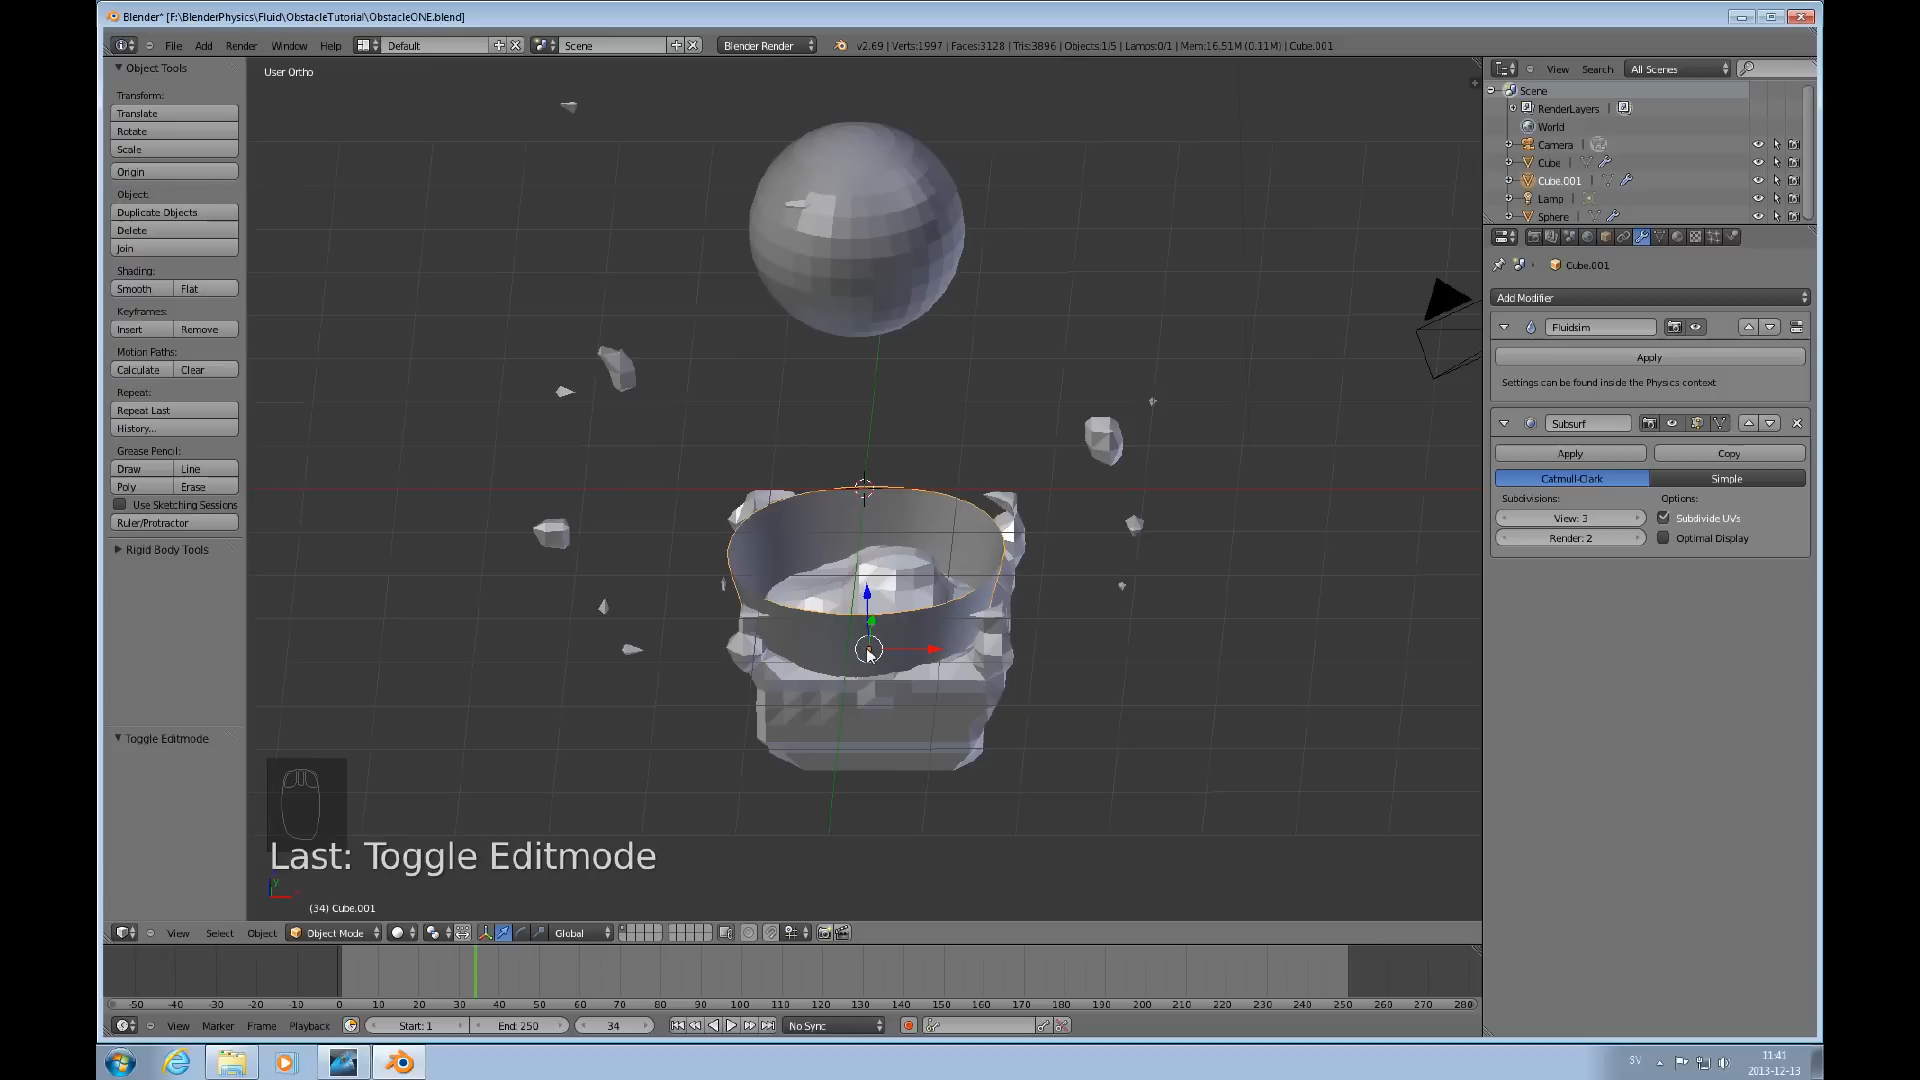 Blender* [F:\BlenderPhysics\Fluid\ObstacleTutorial\ObstacleONE.blend]
File Add Render Window Help Default Scene Blender Render v2.69 | Verts:1997 | Faces:3128 | Tris:3896 | Objects:1/5 | Lamps:0/1 | Mem:16.51M (0.11M) | Cube.001
Object Tools
Transform:
Translate
Rotate
Scale
Origin
Object:
Duplicate Objects
Delete
Join
Shading:
Smooth Flat
Keyframes:
Insert Remove
Motion Paths:
Calculate Clear
Repeat:
Repeat Last
History...
Grease Pencil:
Draw Line
Poly Erase
Use Sketching Sessions
Ruler/Protractor
Rigid Body Tools
Toggle Editmode
User Ortho
Last: Toggle Editmode
y
(34) Cube.001
View Search All Scenes
Scene
RenderLayers
World
Camera
Cube
Cube.001
Lamp
Sphere
Cube.001
Add Modifier
Fluidsim
Apply
Settings can be found inside the Physics context
Subsurf
Apply Copy
Catmull-Clark Simple
Subdivisions: Options:
View: 3 Subdivide UVs
Render: 2 Optimal Display
View Select Object Object Mode Global
-50 -40 -30 -20 -10 0 10 20 30 40 50 60 70 80 90 100 110 120 130 140 150 160 170 180 190 200 210 220 230 240 250 260 270 280
View Marker Frame Playback Start: 1 End: 250 34 No Sync
SV 11:41
2013-12-13